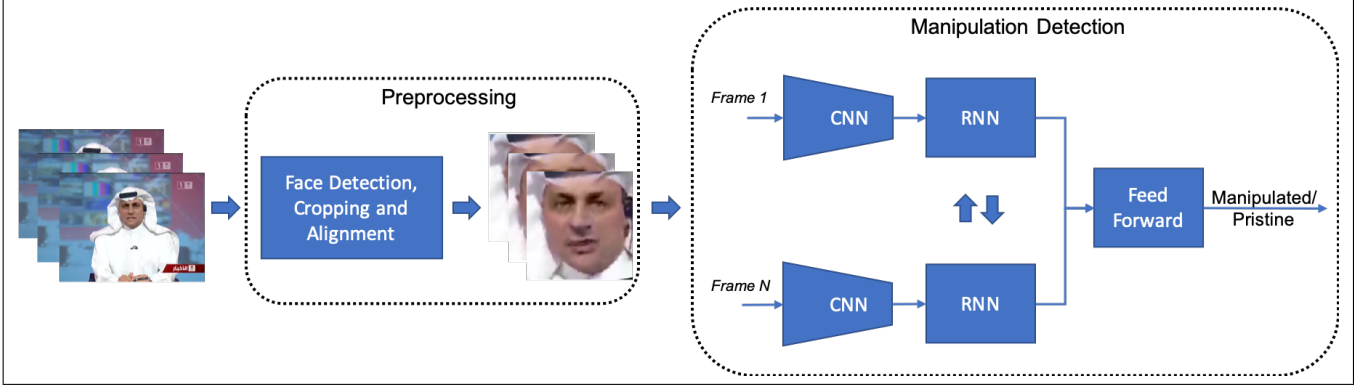 Manipulation Detection
Preprocessing
Frame 1
CNN
RNN
Face Detection,
Cropping and
Alignment
الاخبار
Feed
Forward
Manipulated/
Pristine
Frame N
CNN
RNN